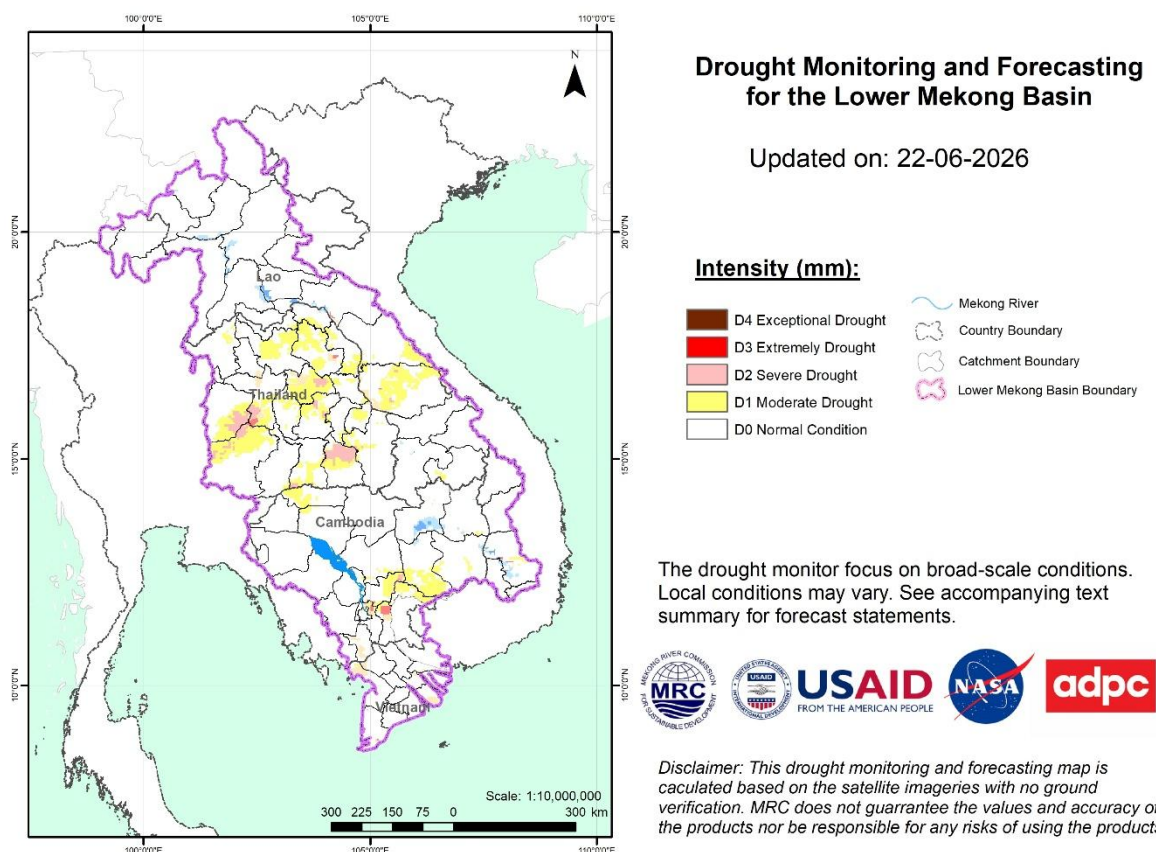 100°0'0"E 105°0'0"E 110°0'0"E
N
20°0'0"N
20°0'0"N
Lao
Thailand
15°0'0"N
15°0'0"N
Cambodia
10°0'0"N
10°0'0"N
Vietnam
Scale: 1:10,000,000
300 225 150 75 0 300 km
100°0'0"E 105°0'0"E 110°0'0"E
Drought Monitoring and Forecasting
for the Lower Mekong Basin
Updated on: 22-06-2026
Intensity (mm):
D4 Exceptional Drought
D3 Extremely Drought
D2 Severe Drought
D1 Moderate Drought
D0 Normal Condition
Mekong River
Country Boundary
Catchment Boundary
Lower Mekong Basin Boundary
The drought monitor focus on broad-scale conditions.
Local conditions may vary. See accompanying text
summary for forecast statements.
MEKONG RIVER COMMISSION
MRC
FOR SUSTAINABLE DEVELOPMENT
USAID
USAID
FROM THE AMERICAN PEOPLE
NASA
adpc
Disclaimer: This drought monitoring and forecasting map is
caculated based on the satellite imageries with no ground
verification. MRC does not guarrantee the values and accuracy of
the products nor be responsible for any risks of using the products